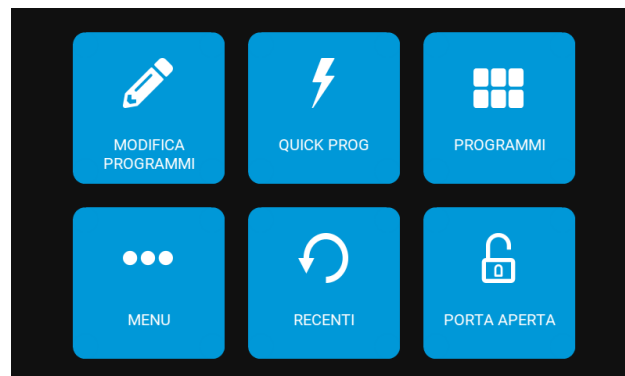 MODIFICA
PROGRAMMI
QUICK PROG
PROGRAMMI
MENU
RECENTI
PORTA APERTA